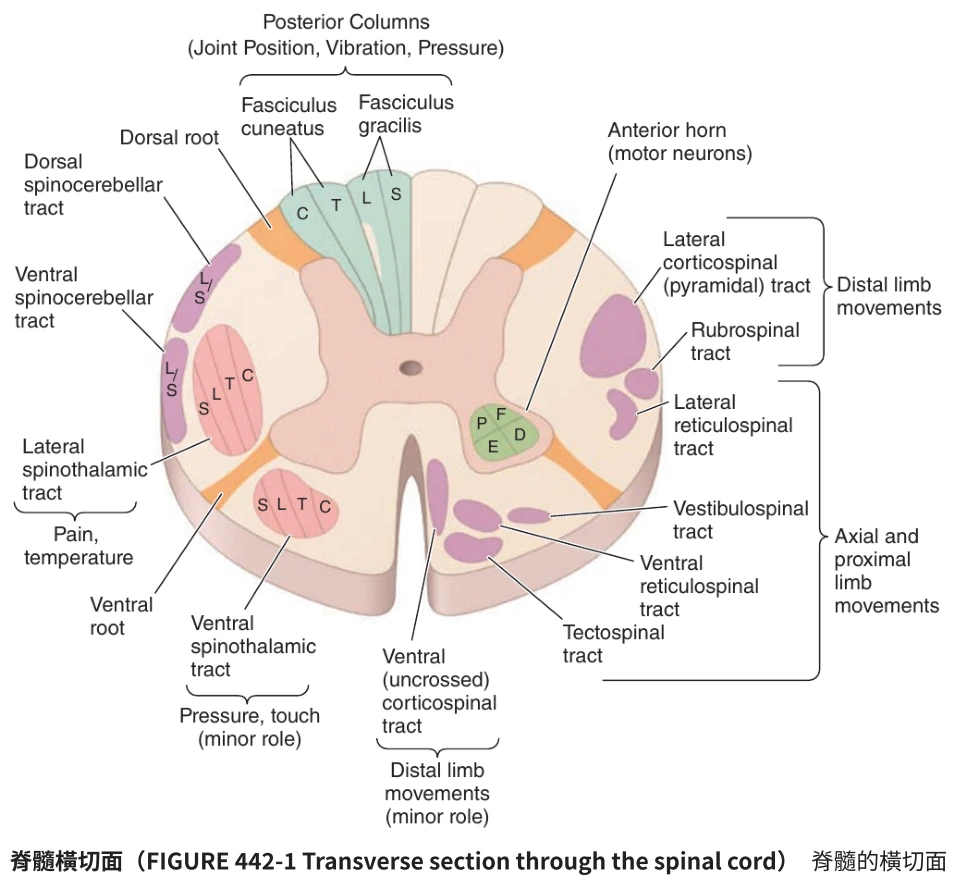 Posterior Columns
(Joint Position, Vibration, Pressure)
Fasciculus
cuneatus
Fasciculus
gracilis
Dorsal root
Anterior horn
(motor neurons)
Dorsal
spinocerebellar
tract
C
T
L
S
Lateral
corticospinal
(pyramidal) tract
Distal limb
movements
Ventral
spinocerebellar
tract
L/
S
Rubrospinal
tract
L/
S
S
L
T
C
P
F
E
D
Lateral
reticulospinal
tract
Lateral
spinothalamic
tract
Pain,
temperature
S
L
T
C
Vestibulospinal
tract
Axial and
proximal
limb
movements
Ventral
reticulospinal
tract
Ventral
root
Ventral
spinothalamic
tract
Tectospinal
tract
Pressure, touch
(minor role)
Ventral
(uncrossed)
corticospinal
tract
Distal limb
movements
(minor role)
脊髓橫切面（FIGURE 442-1 Transverse section through the spinal cord） 脊髓的橫切面